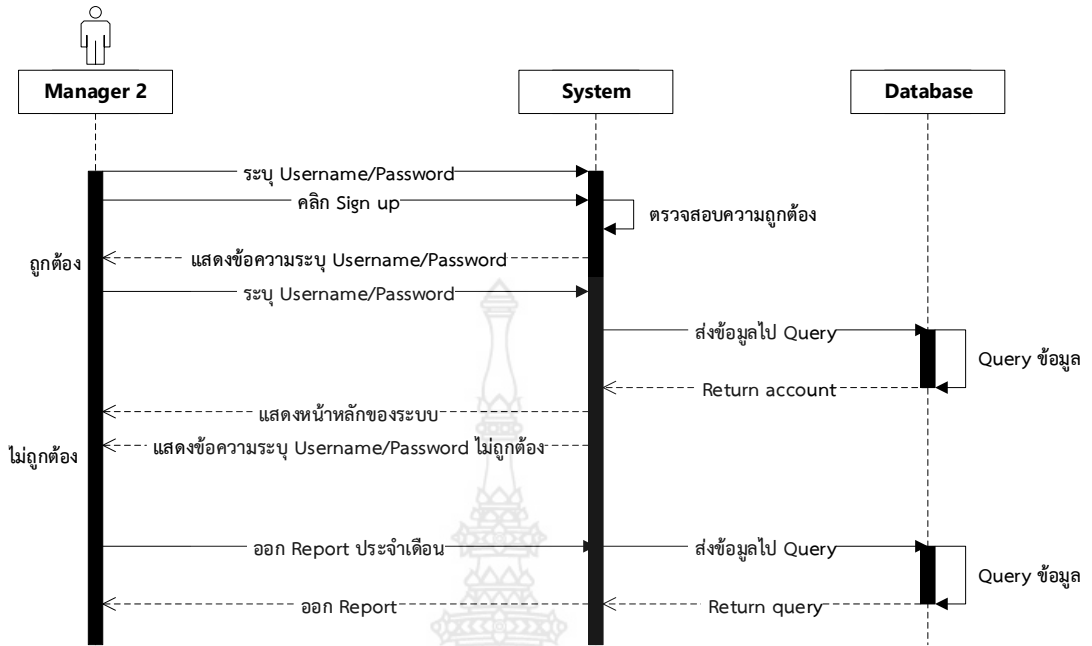 Manager 2
System
Database
ระบุ Username/Password
คลิก Sign up
ตรวจสอบความถูกต้อง
แสดงข้อความระบุ Username/Password
ถูกต้อง
ระบุ Username/Password
ส่งข้อมูลไป Query
Query ข้อมูล
Return account
แสดงหน้าหลักของระบบ
แสดงข้อความระบุ Username/Password ไม่ถูกต้อง
ไม่ถูกต้อง
ออก Report ประจำเดือน
ส่งข้อมูลไป Query
Query ข้อมูล
ออก Report
Return query